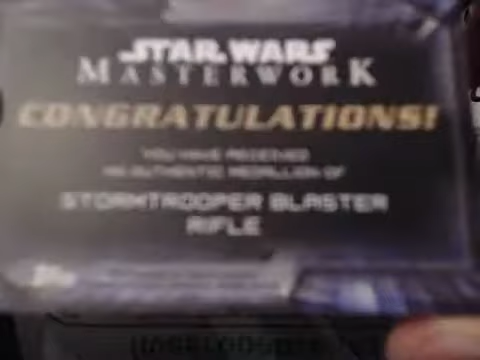 STAR WARS
MASTERWORK
CONGRATULATIONS!
YOU HAVE RECEIVED
AN AUTHENTIC MEDALLION OF
STORMTROOPER BLASTER
RIFLE